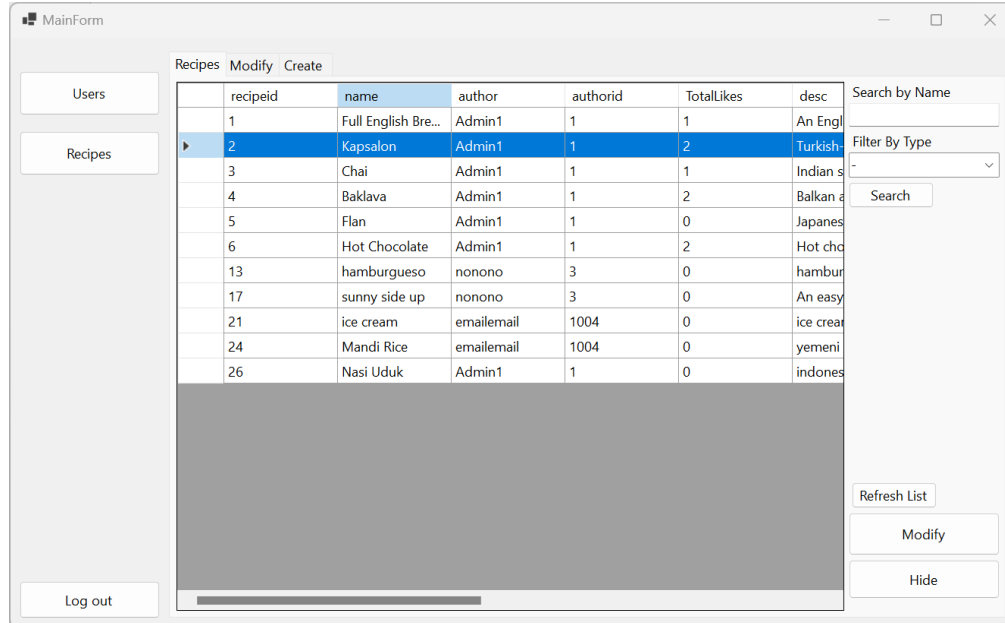 MainForm
Users
Recipes
Log out
Recipes Modify Create
recipeid name author authorid TotalLikes desc
1 Full English Bre... Admin1 1 1 An Engl
2 Kapsalon Admin1 1 2 Turkish-
3 Chai Admin1 1 1 Indian s
4 Baklava Admin1 1 2 Balkan a
5 Flan Admin1 1 0 Japanes
6 Hot Chocolate Admin1 1 2 Hot cho
13 hamburgueso nonono 3 0 hambur
17 sunny side up nonono 3 0 An easy
21 ice cream emailemail 1004 0 ice crear
24 Mandi Rice emailemail 1004 0 yemeni
26 Nasi Uduk Admin1 1 0 indones
Search by Name
Filter By Type
-
Search
Refresh List
Modify
Hide